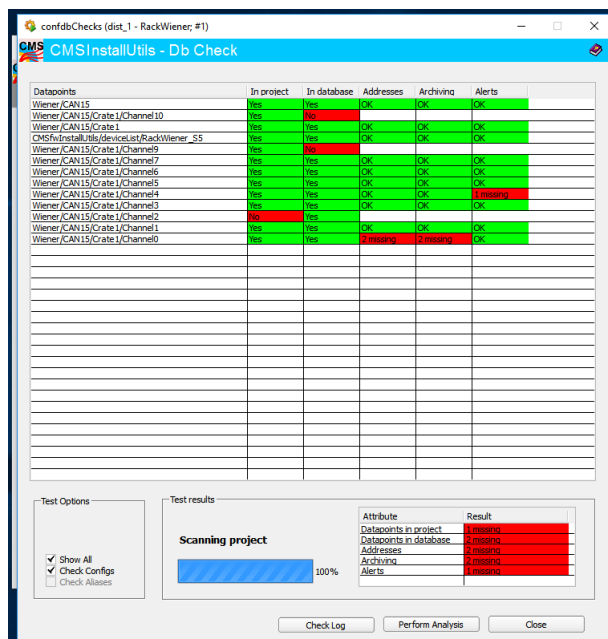 confdbChecks (dist_1 - RackWiener; #1)
CMS CMSInstallUtils - Db Check
Datapoints In project In database Addresses Archiving Alerts
Wiener/CAN15 Yes Yes OK OK OK
Wiener/CAN15/Crate1/Channel10 Yes No
Wiener/CAN15/Crate1 Yes Yes OK OK OK
CMSfwInstallUtils/deviceList/RackWiener_S5 Yes Yes OK OK OK
Wiener/CAN15/Crate1/Channel9 Yes No
Wiener/CAN15/Crate1/Channel7 Yes Yes OK OK OK
Wiener/CAN15/Crate1/Channel6 Yes Yes OK OK OK
Wiener/CAN15/Crate1/Channel5 Yes Yes OK OK OK
Wiener/CAN15/Crate1/Channel4 Yes Yes OK OK 1 missing
Wiener/CAN15/Crate1/Channel3 Yes Yes OK OK OK
Wiener/CAN15/Crate1/Channel2 No Yes
Wiener/CAN15/Crate1/Channel1 Yes Yes OK OK OK
Wiener/CAN15/Crate1/Channel0 Yes Yes 2 missing 2 missing OK
Test Options
Show All
Check Configs
Check Aliases
Test results
Scanning project
100%
Attribute Result
Datapoints in project 1 missing
Datapoints in database 2 missing
Addresses 2 missing
Archiving 2 missing
Alerts 1 missing
Check Log Perform Analysis Close